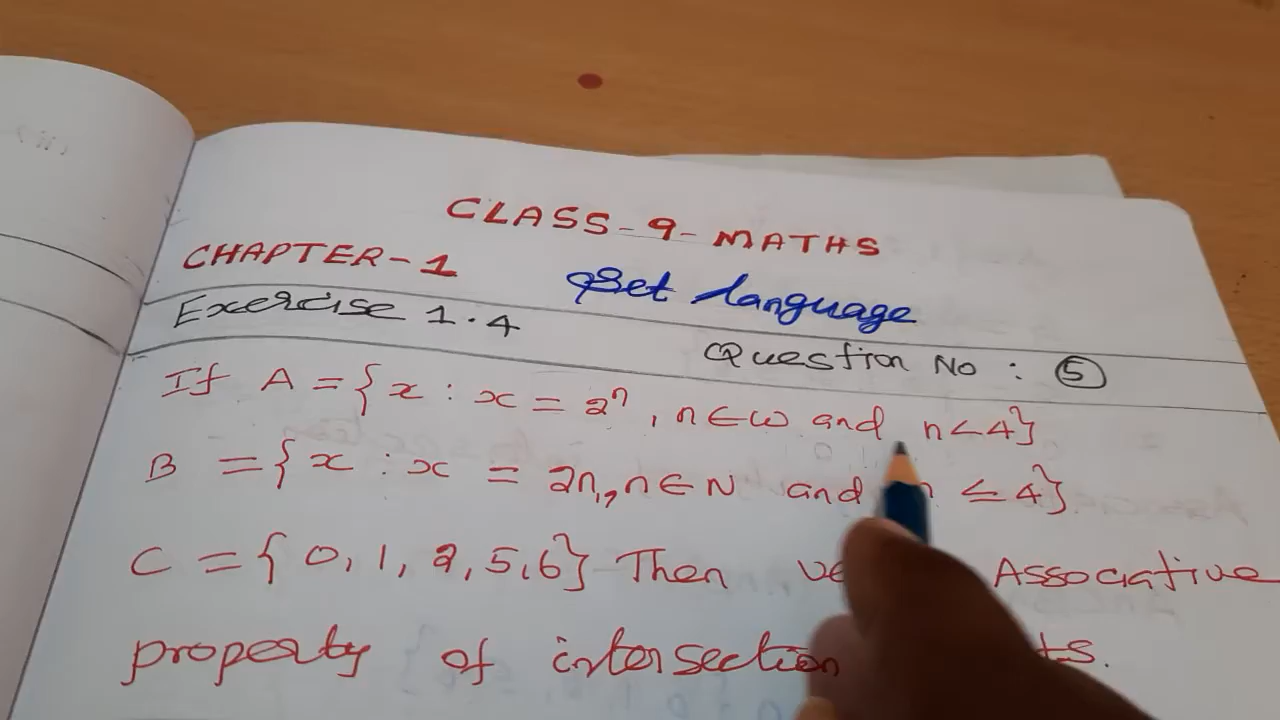 CLASS-9-MATHS
CHAPTER-1
Set language
Exercise 1.4
Question No : 5
If A = {x : x = 2ⁿ, n∈W and n<4}
B = {x : x = 2n, n∈N and n ≤ 4}
C = {0, 1, 2, 5, 6} Then Associative
property of intersection